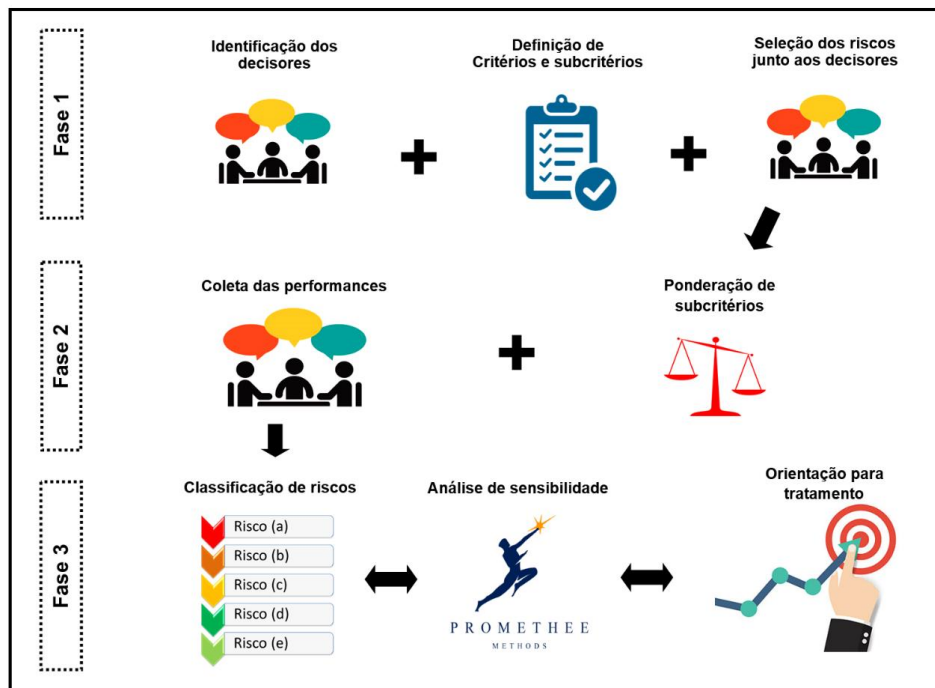 Fase 1
Identificação dos
decisores
Definição de
Critérios e subcritérios
Seleção dos riscos
junto aos decisores
Fase 2
Coleta das performances
Ponderação de
subcritérios
Fase 3
Classificação de riscos
Risco (a)
Risco (b)
Risco (c)
Risco (d)
Risco (e)
Análise de sensibilidade
PROMETHEE
METHODS
Orientação para
tratamento